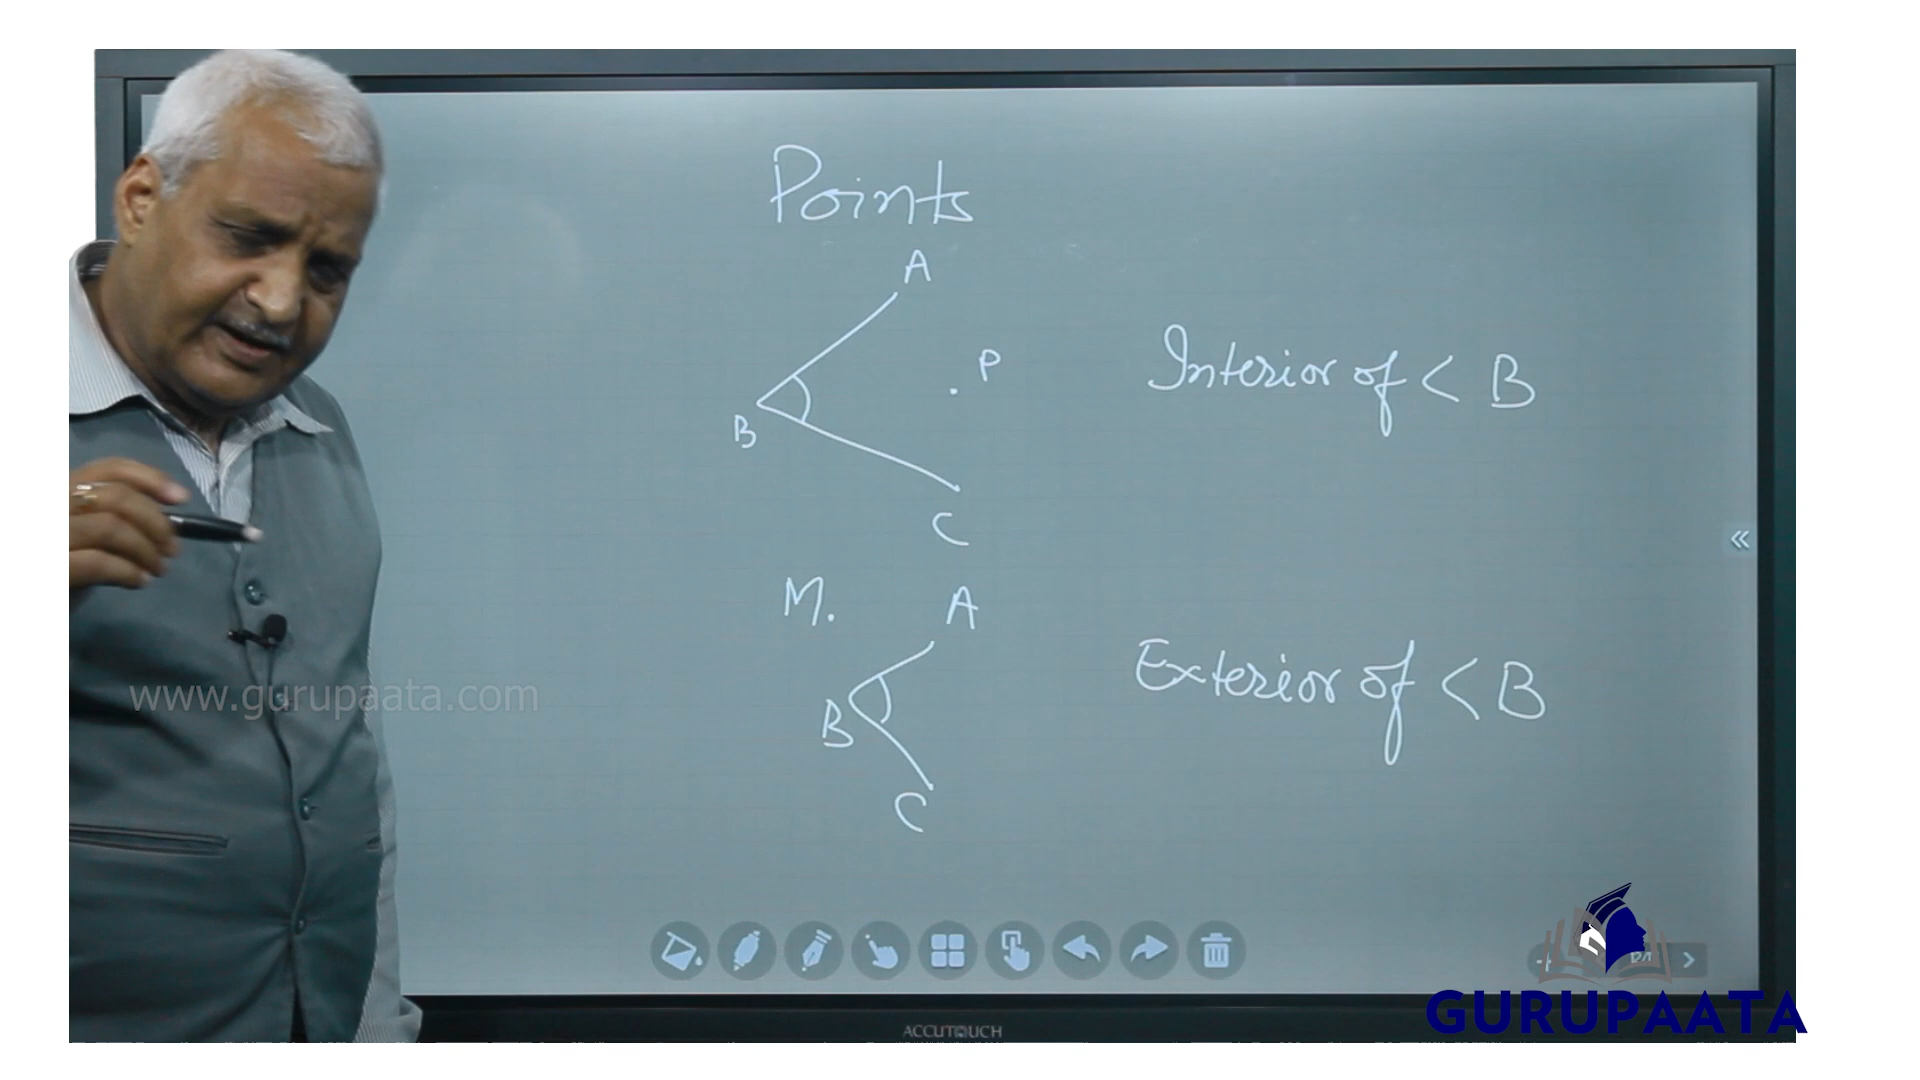 Points
A
P
B
C
Interior of < B
M.
A
B
C
Exterior of < B
www.gurupaata.com
GURUPAATA
ACCUTOUCH